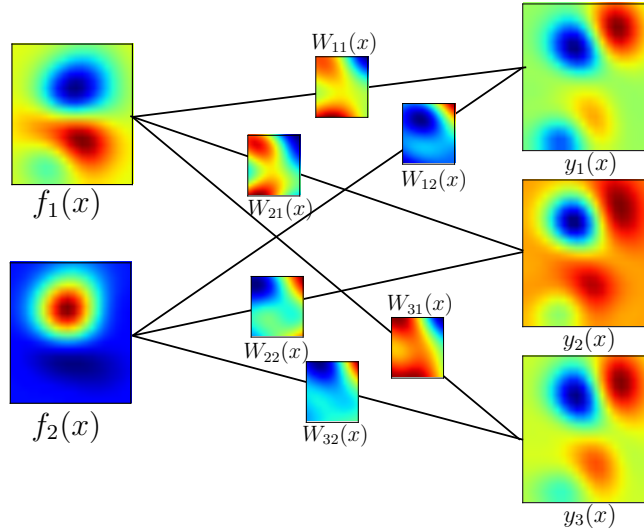 W₁₁(x)
f₁(x)
W₁₂(x)
y₁(x)
W₂₁(x)
f₂(x)
W₂₂(x)
W₃₁(x)
y₂(x)
W₃₂(x)
y₃(x)